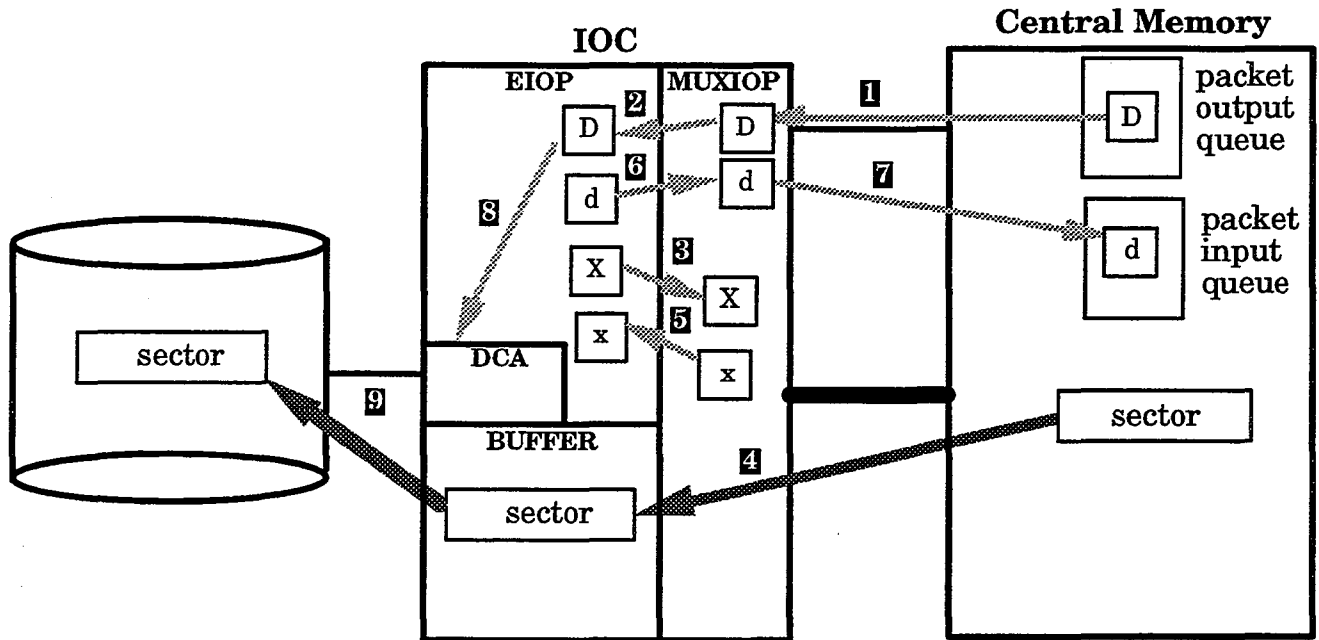 Central Memory
IOC
EIOP
MUXIOP
packet
output
queue
D
1
D
2
D
6
d
d
7
8
packet
input
queue
d
3
X
X
5
x
x
sector
DCA
9
BUFFER
sector
4
sector